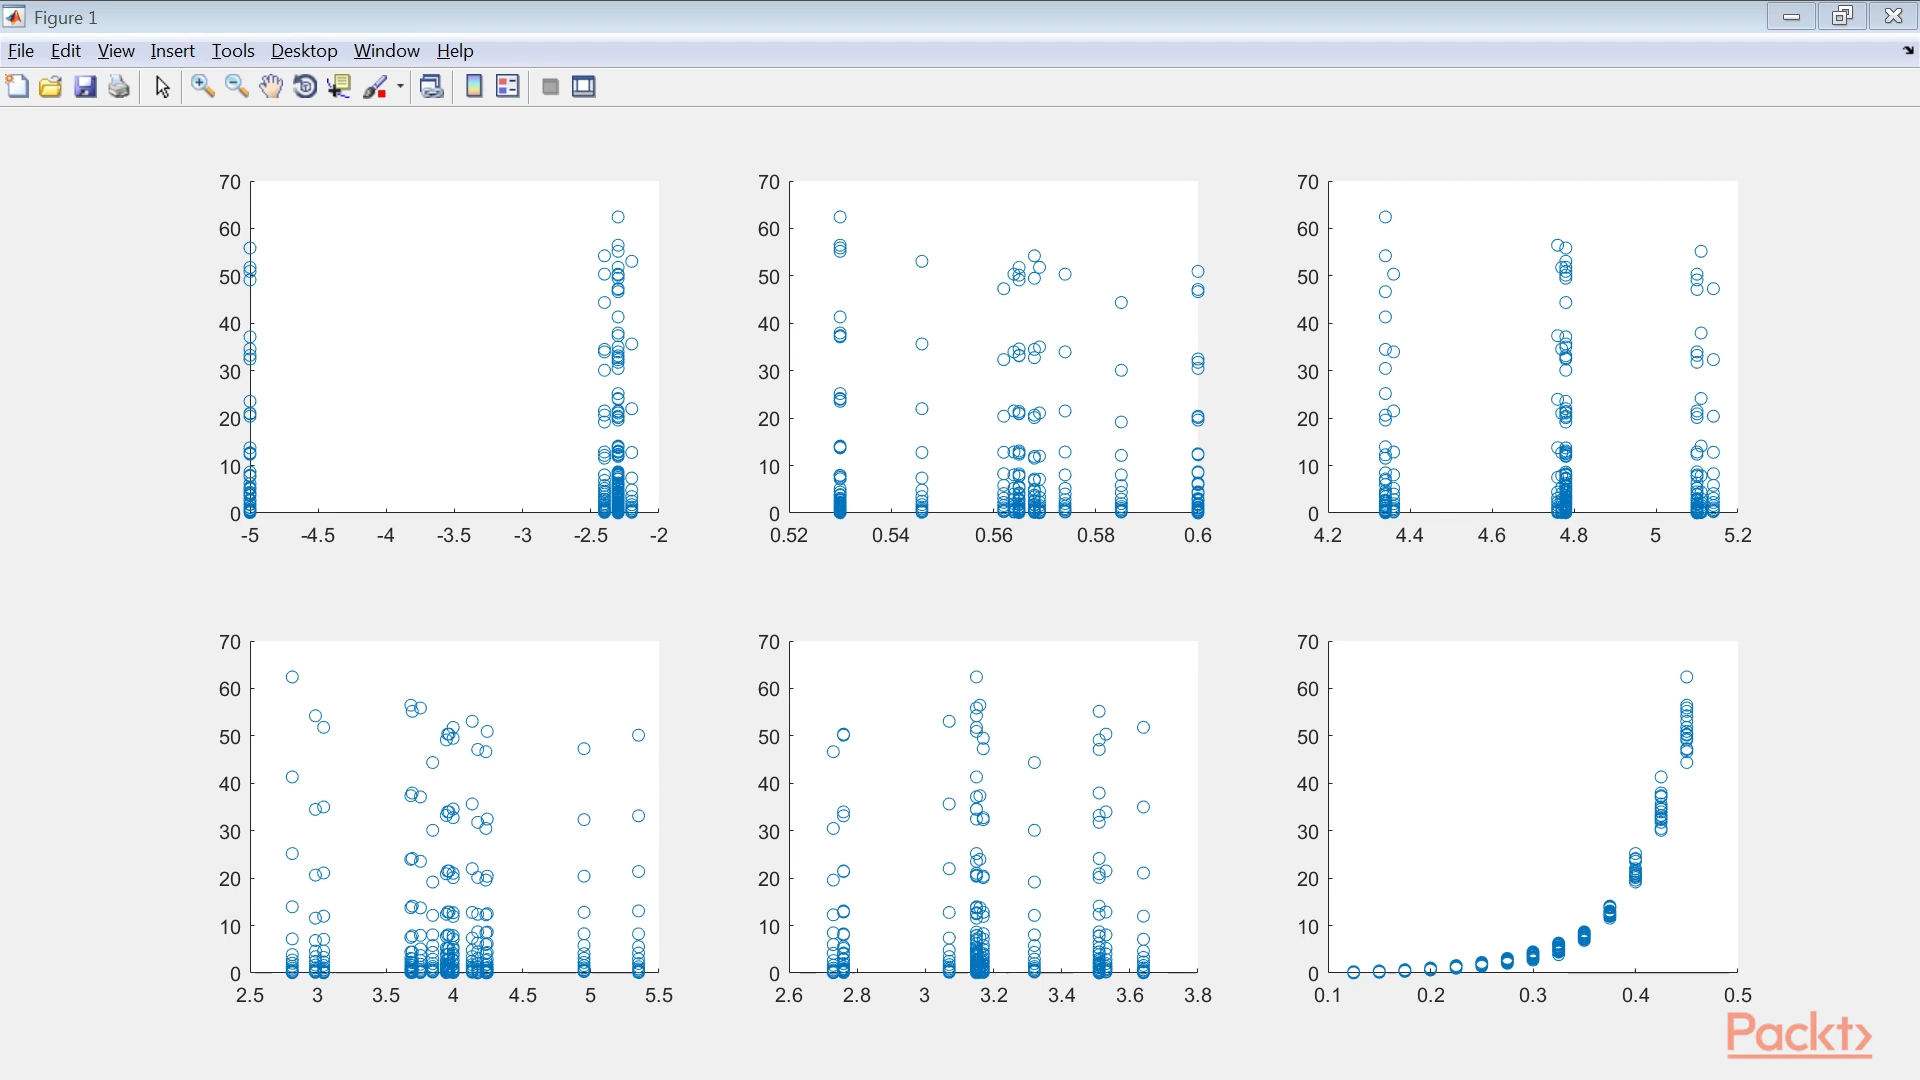 Figure 1
File Edit View Insert Tools Desktop Window Help
70 70 70
60 60 60
50 50 50
40 40 40
30 30 30
20 20 20
10 10 10
0 0 0
-5 -4.5 -4 -3.5 -3 -2.5 -2 0.52 0.54 0.56 0.58 0.6 4.2 4.4 4.6 4.8 5 5.2
70 70 70
60 60 60
50 50 50
40 40 40
30 30 30
20 20 20
10 10 10
0 0 0
2.5 3 3.5 4 4.5 5 5.5 2.6 2.8 3 3.2 3.4 3.6 3.8 0.1 0.2 0.3 0.4 0.5
Packt>